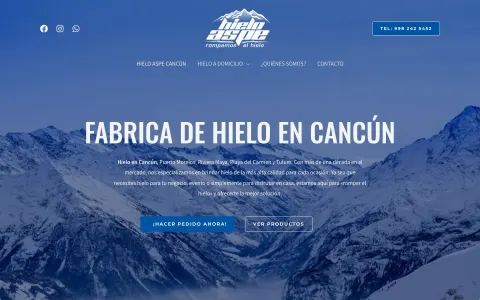 hielo
aspe
rompamos el hielo
TEL: 998 242 5453
HIELO ASPE CANCÚN
HIELO A DOMICILIO
¿QUIÉNES SOMOS?
CONTACTO
FABRICA DE HIELO EN CANCÚN
Hielo en Cancún, Puerto Morelos, Riviera Maya, Playa del Carmen y Tulum. Con más de una década en el
mercado, nos especializamos en brindar hielo de la más alta calidad para cada ocasión. Ya sea que
necesites hielo para tu negocio, evento o simplemente para disfrutar en casa, estamos aquí para «romper el
hielo» y ofrecerte la mejor solución.
¡HACER PEDIDO AHORA!
VER PRODUCTOS